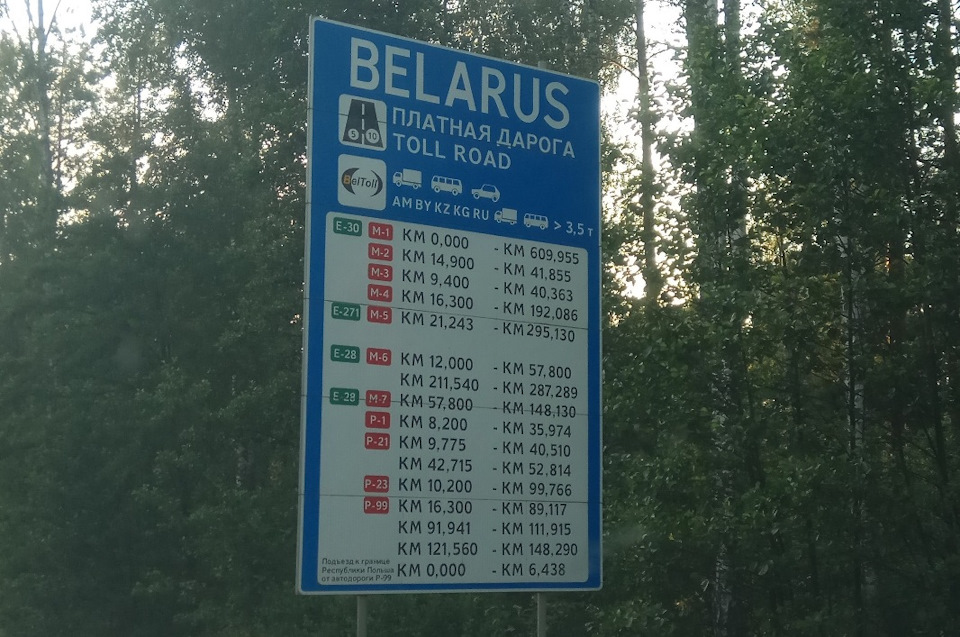 BELARUS
5 10
ПЛАТНАЯ ДАРОГА
TOLL ROAD
BelToll
AM BY KZ KG RU > 3,5 т
E-30 M-1 KM 0,000 - KM 609,955
M-2 KM 14,900 - KM 41,855
M-3 KM 9,400 - KM 40,363
M-4 KM 16,300 - KM 192,086
E-271 M-5 KM 21,243 - KM 295,130
E-28 M-6 KM 12,000 - KM 57,800
KM 211,540 - KM 287,289
E-28 M-7 KM 57,800 - KM 148,130
P-1 KM 8,200 - KM 35,974
P-21 KM 9,775 - KM 40,510
KM 42,715 - KM 52,814
P-23 KM 10,200 - KM 99,766
P-99 KM 16,300 - KM 89,117
KM 91,941 - KM 111,915
KM 121,560 - KM 148,290
Подъезд к границе
Республики Польша
от автодороги Р-99 KM 0,000 - KM 6,438